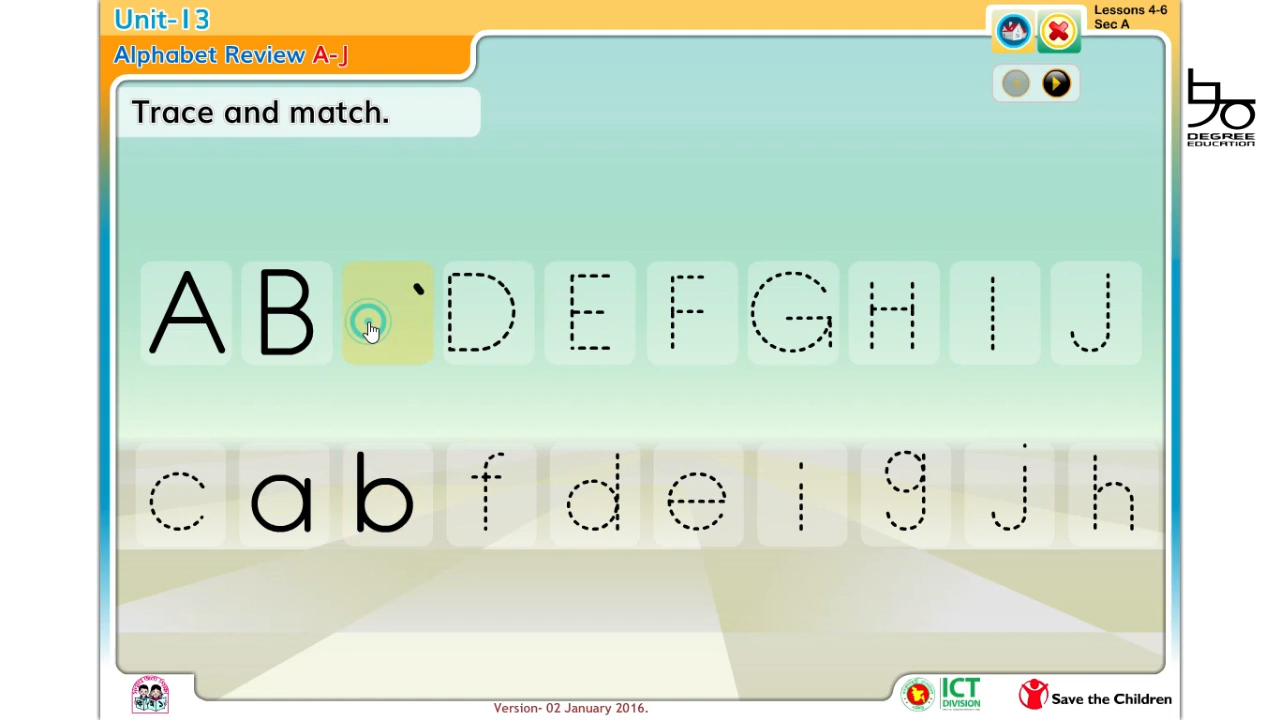 Unit-13
Alphabet Review A-J
Lessons 4-6
Sec A
DEGREE
EDUCATION
Trace and match.
A B D E F G H I J
c a b f d e i g j h
ICT
DIVISION
Save the Children
Version- 02 January 2016.